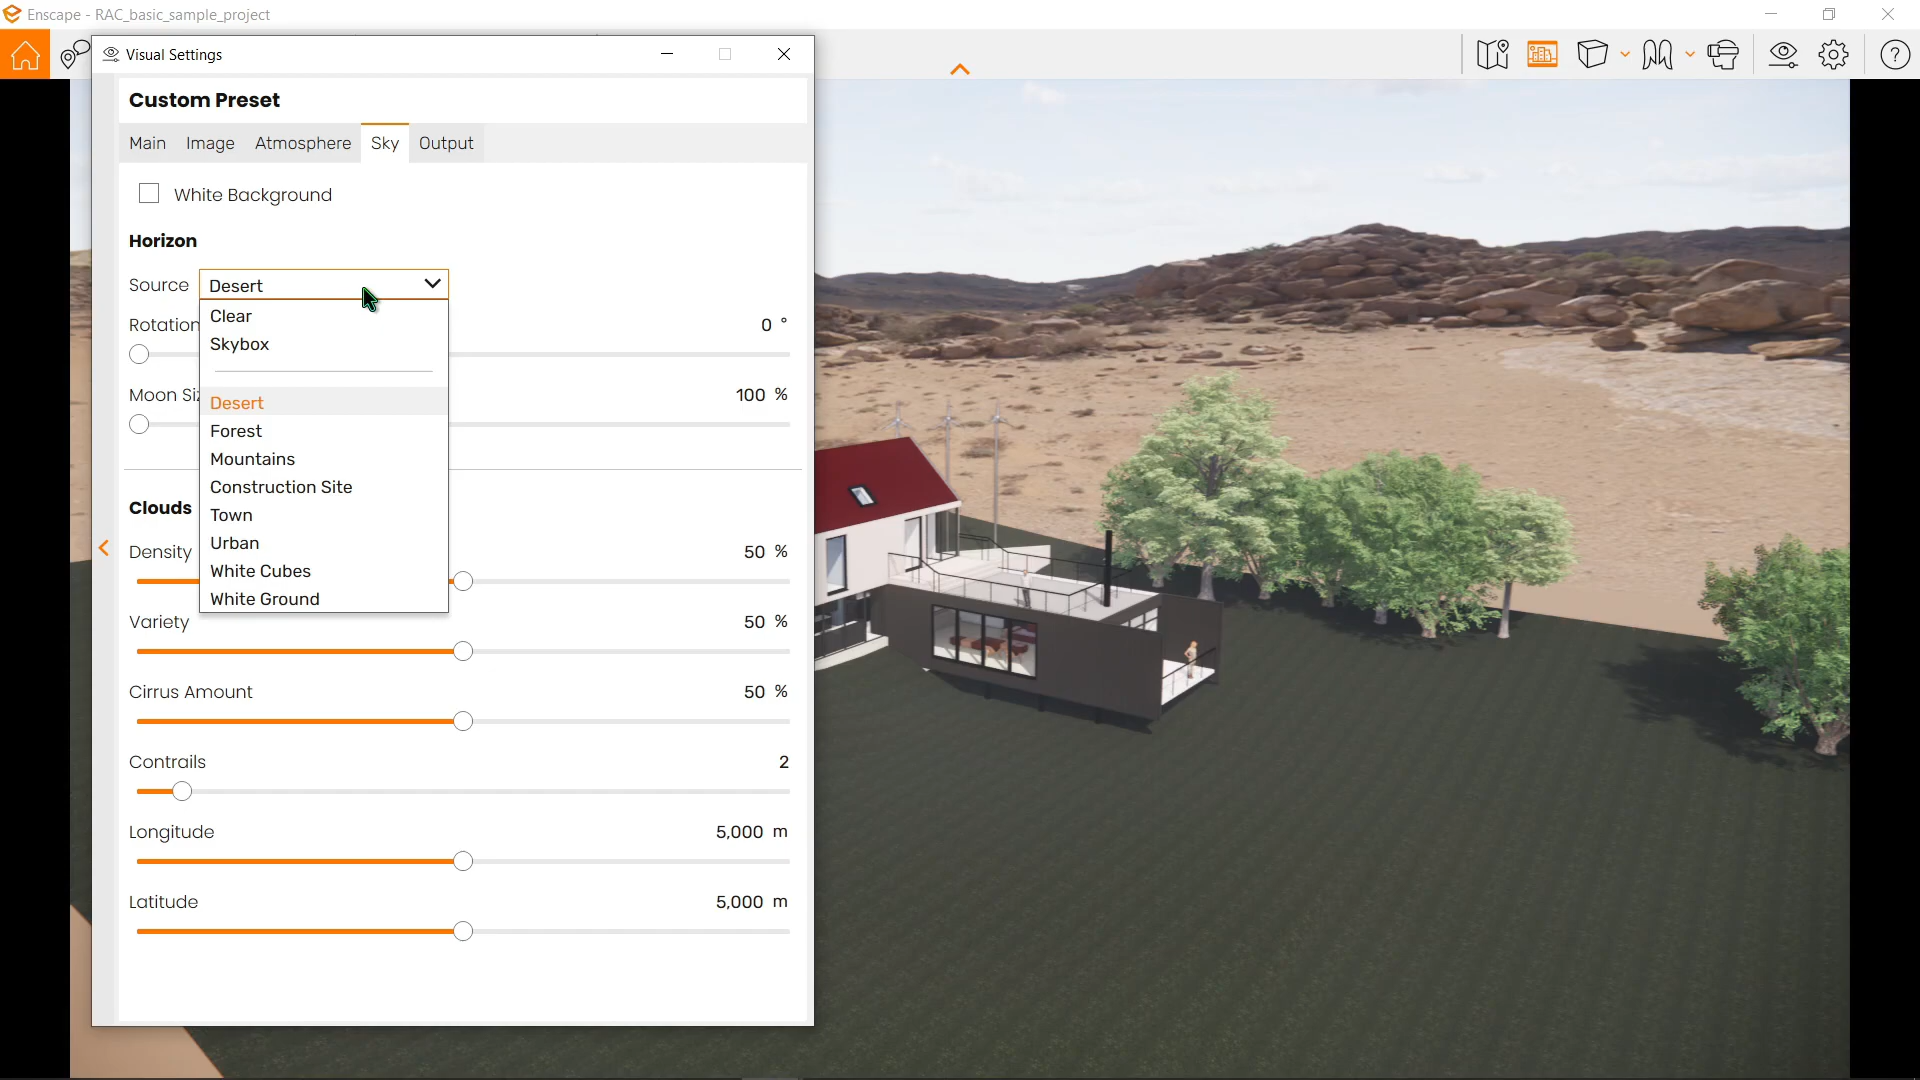 Enscape - RAC_basic_sample_project
Visual Settings
Custom Preset
Main Image Atmosphere Sky Output
White Background
Horizon
Source Desert
Clear
Rotation 0 °
Skybox
Moon Siz 100 %
Desert
Forest
Mountains
Construction Site
Clouds
Town
Urban
Density 50 %
White Cubes
White Ground
Variety 50 %
Cirrus Amount 50 %
Contrails 2
Longitude 5,000 m
Latitude 5,000 m